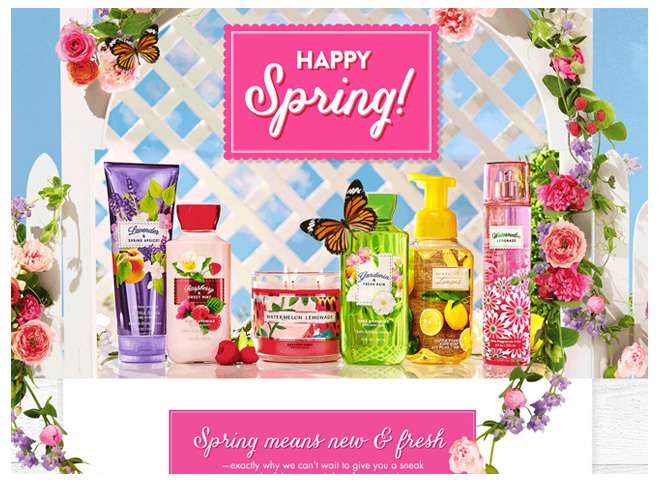 HAPPY
Spring!
Lavender
&
SPRING APRICOT
Raspberry
&
SWEET MINT
WATERMELON LEMONADE
Gardenia
&
FRESH RAIN
Lemons
Watermelon
LEMONADE
Spring means new & fresh
—exactly why we can't wait to give you a sneak